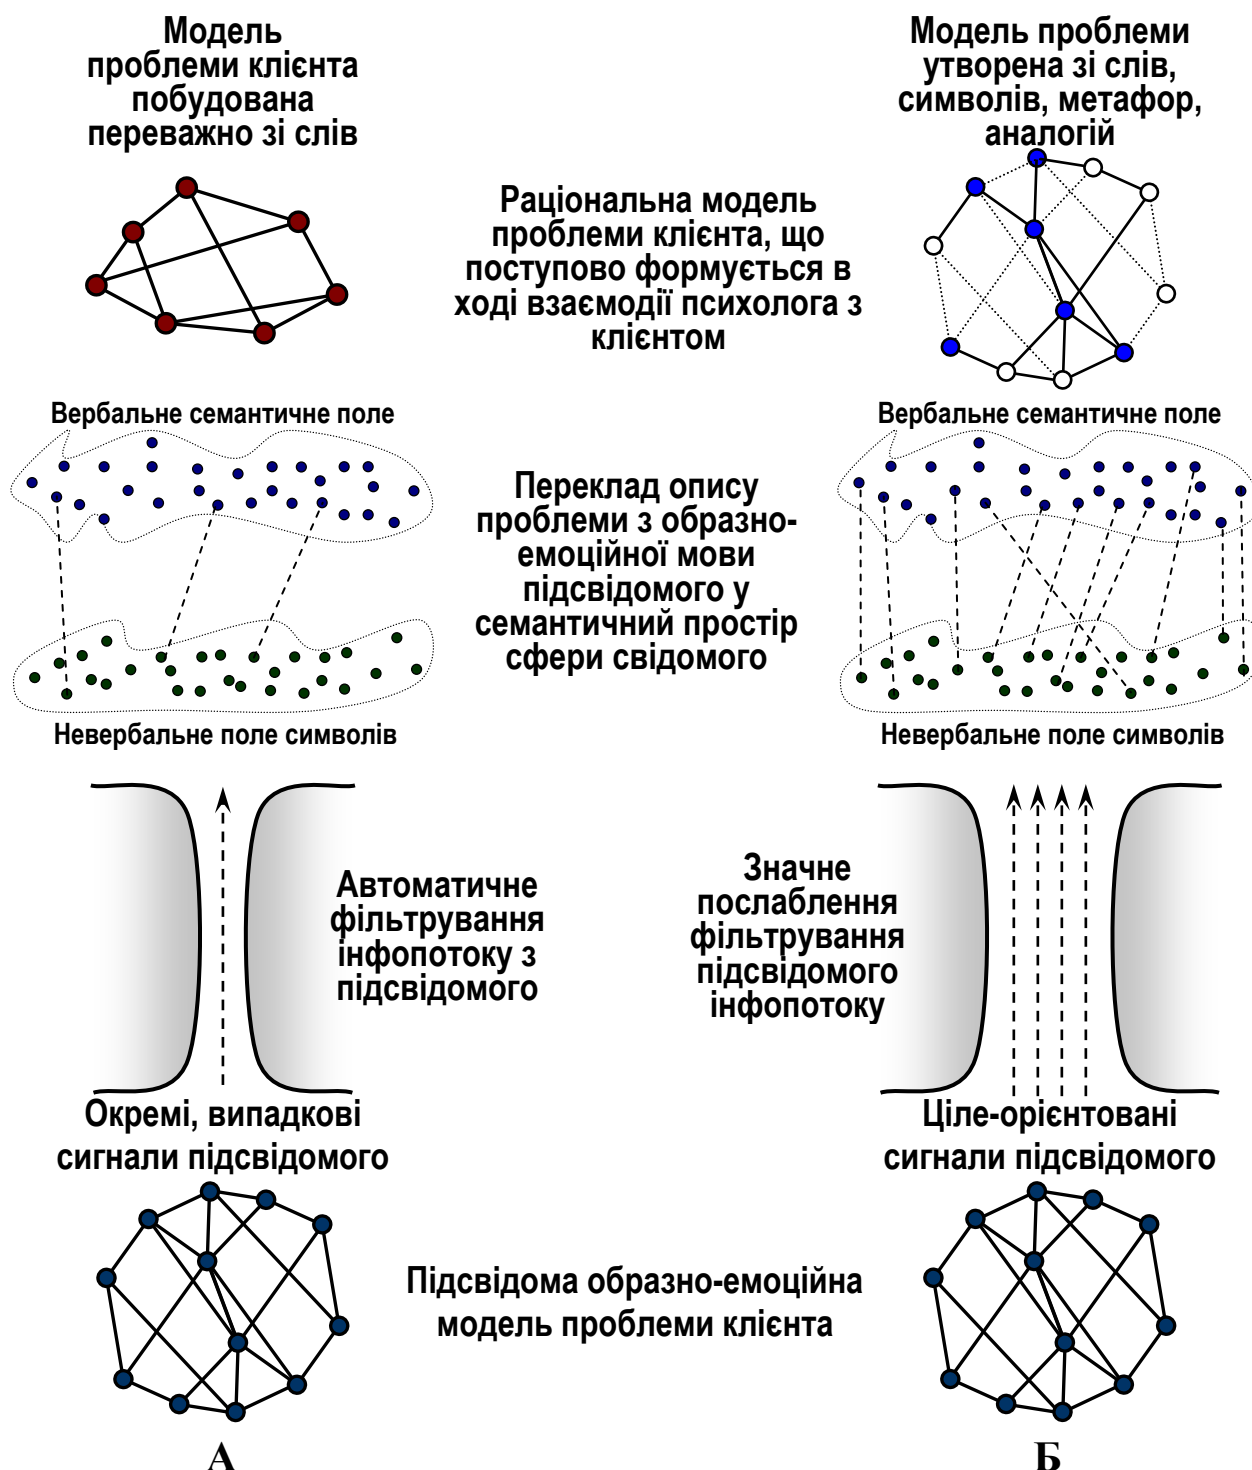 Модель
проблеми клієнта
побудована
переважно зі слів
Модель проблеми
утворена зі слів,
символів, метафор,
аналогій
Раціональна модель
проблеми клієнта, що
поступово формується в
ході взаємодії психолога з
клієнтом
Вербальне семантичне поле
Вербальне семантичне поле
Переклад опису
проблеми з образно-
емоційної мови
підсвідомого у
семантичний простір
сфери свідомого
Невербальне поле символів
Невербальне поле символів
Автоматичне
фільтрування
інфопотоку з
підсвідомого
Значне
послаблення
фільтрування
підсвідомого
інфопотоку
Окремі, випадкові
сигнали підсвідомого
Ціле-орієнтовані
сигнали підсвідомого
Підсвідома образно-емоційна
модель проблеми клієнта
А
Б